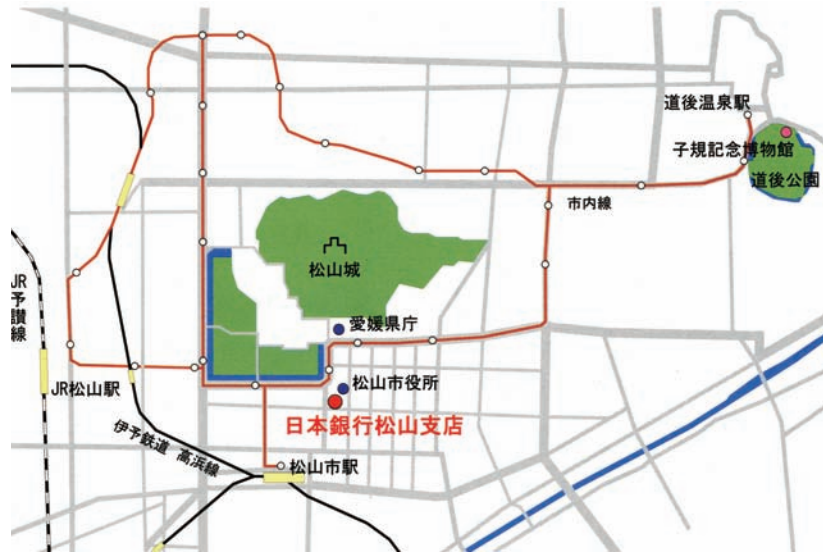 道後温泉駅
子規記念博物館
道後公園
市内線
松山城
JR予讃線
愛媛県庁
JR松山駅
松山市役所
日本銀行松山支店
伊予鉄道 高浜線
松山市駅